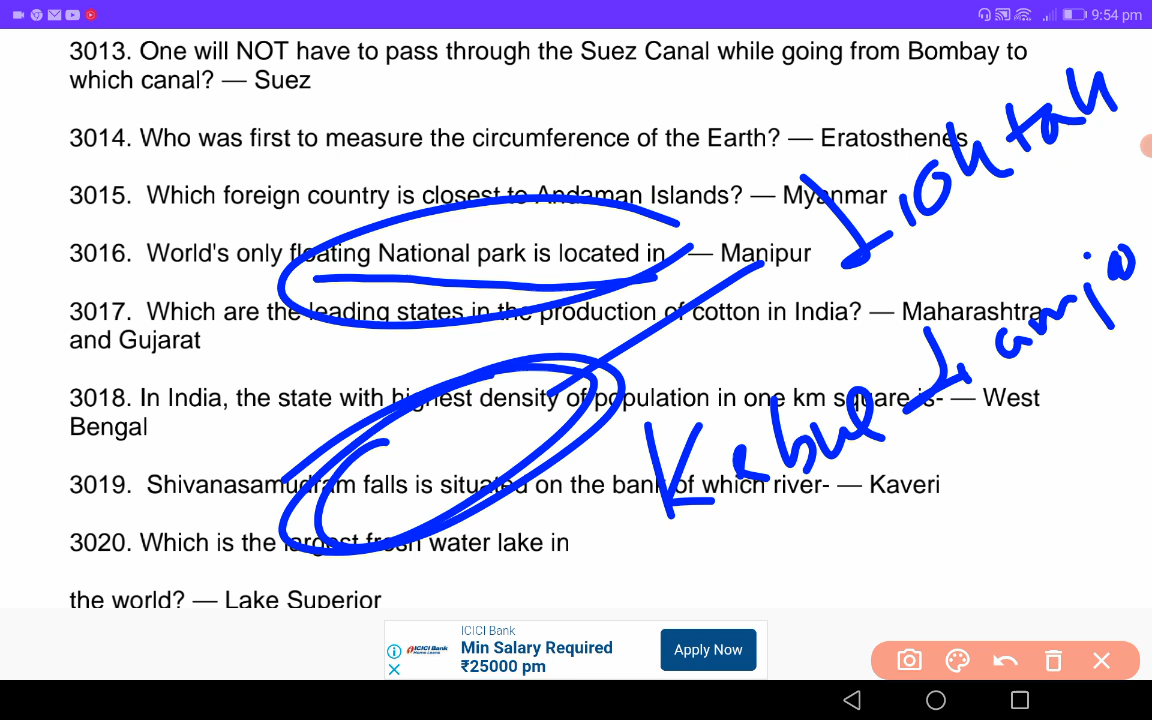 9:54 pm
3013. One will NOT have to pass through the Suez Canal while going from Bombay to
which canal? — Suez
3014. Who was first to measure the circumference of the Earth? — Eratosthenes
3015. Which foreign country is closest to Andaman Islands? — Myanmar
3016. World's only floating National park is located in - — Manipur
3017. Which are the leading states in the production of cotton in India? — Maharashtra
and Gujarat
3018. In India, the state with highest density of population in one km square is- — West
Bengal
3019. Shivanasamudram falls is situated on the bank of which river- — Kaveri
3020. Which is the largest fresh water lake in
the world? — Lake Superior
ICICI Bank
ICICI Bank
Min Salary Required
₹25000 pm
Apply Now